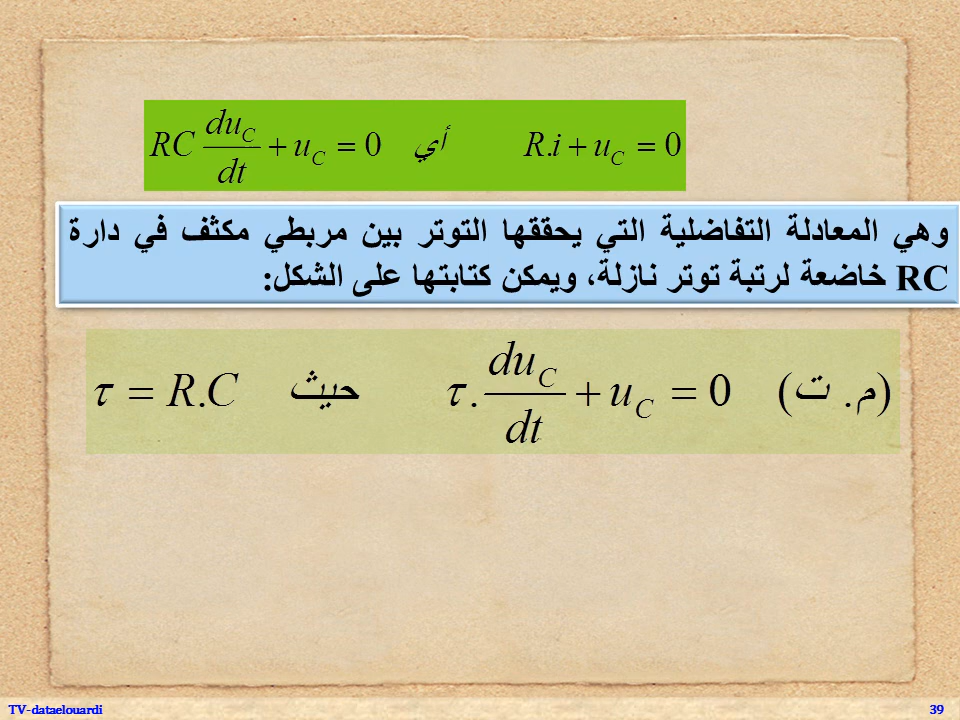 R.i + u_C = 0 أي RC du_C/dt + u_C = 0
وهي المعادلة التفاضلية التي يحققها التوتر بين مربطي مكثف في دارة
RC خاضعة لرتبة توتر نازلة، ويمكن كتابتها على الشكل:
(م. ت) τ. du_C/dt + u_C = 0 حيث τ = R.C
TV-dataelouardi 39